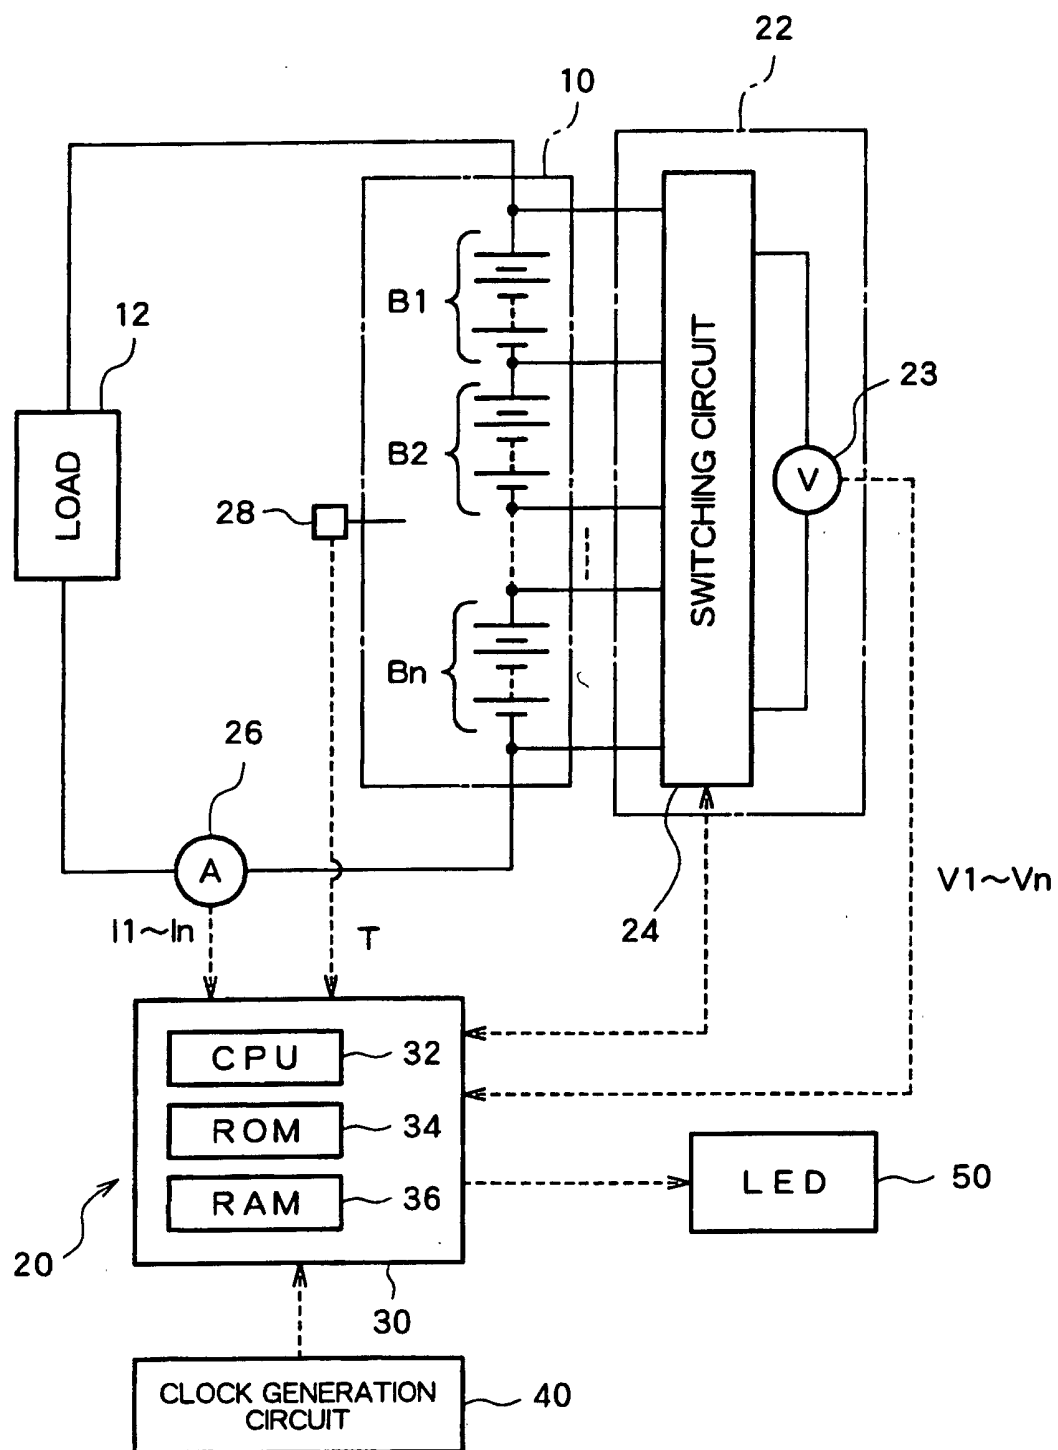 22
10
B1
12
LOAD
B2
23
V
SWITCHING CIRCUIT
28
Bn
26
A
24
V1~Vn
I1~In
T
CPU
32
ROM
34
RAM
36
LED
50
20
30
CLOCK GENERATION
CIRCUIT
40